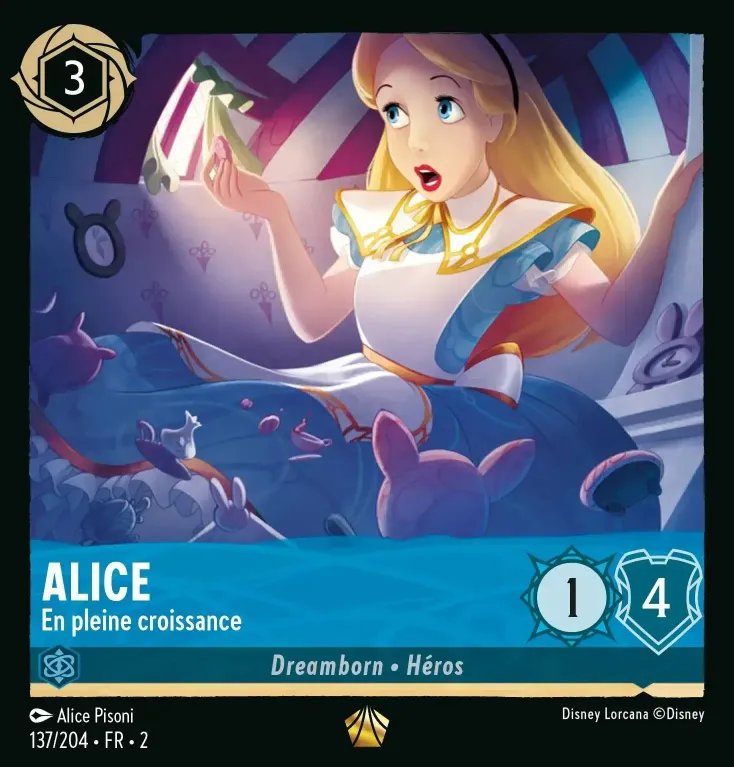 3
ALICE
En pleine croissance
1
4
Dreamborn • Héros
Alice Pisoni
Disney Lorcana ©Disney
137/204 • FR • 2